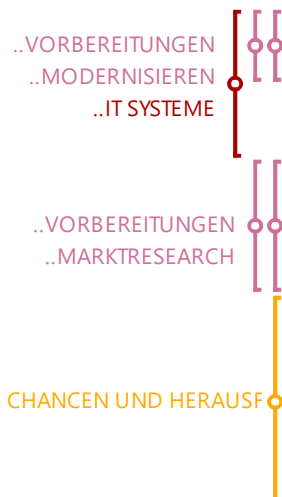 ..VORBEREITUNGEN
..MODERNISIEREN
..IT SYSTEME
..VORBEREITUNGEN
..MARKTRESEARCH
CHANCEN UND HERAUSF